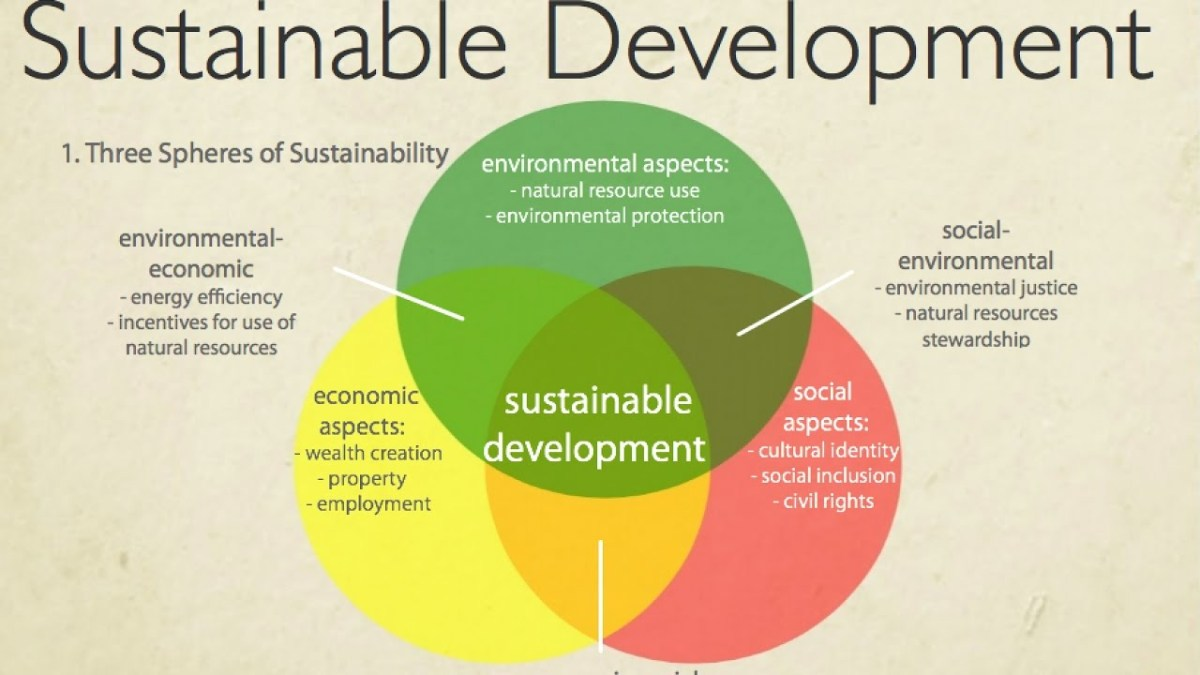 Sustainable Development
1. Three Spheres of Sustainability
environmental aspects:
- natural resource use
- environmental protection
environmental-
economic
- energy efficiency
- incentives for use of
natural resources
social-
environmental
- environmental justice
- natural resources
stewardship
economic
aspects:
- wealth creation
- property
- employment
sustainable
development
social
aspects:
- cultural identity
- social inclusion
- civil rights